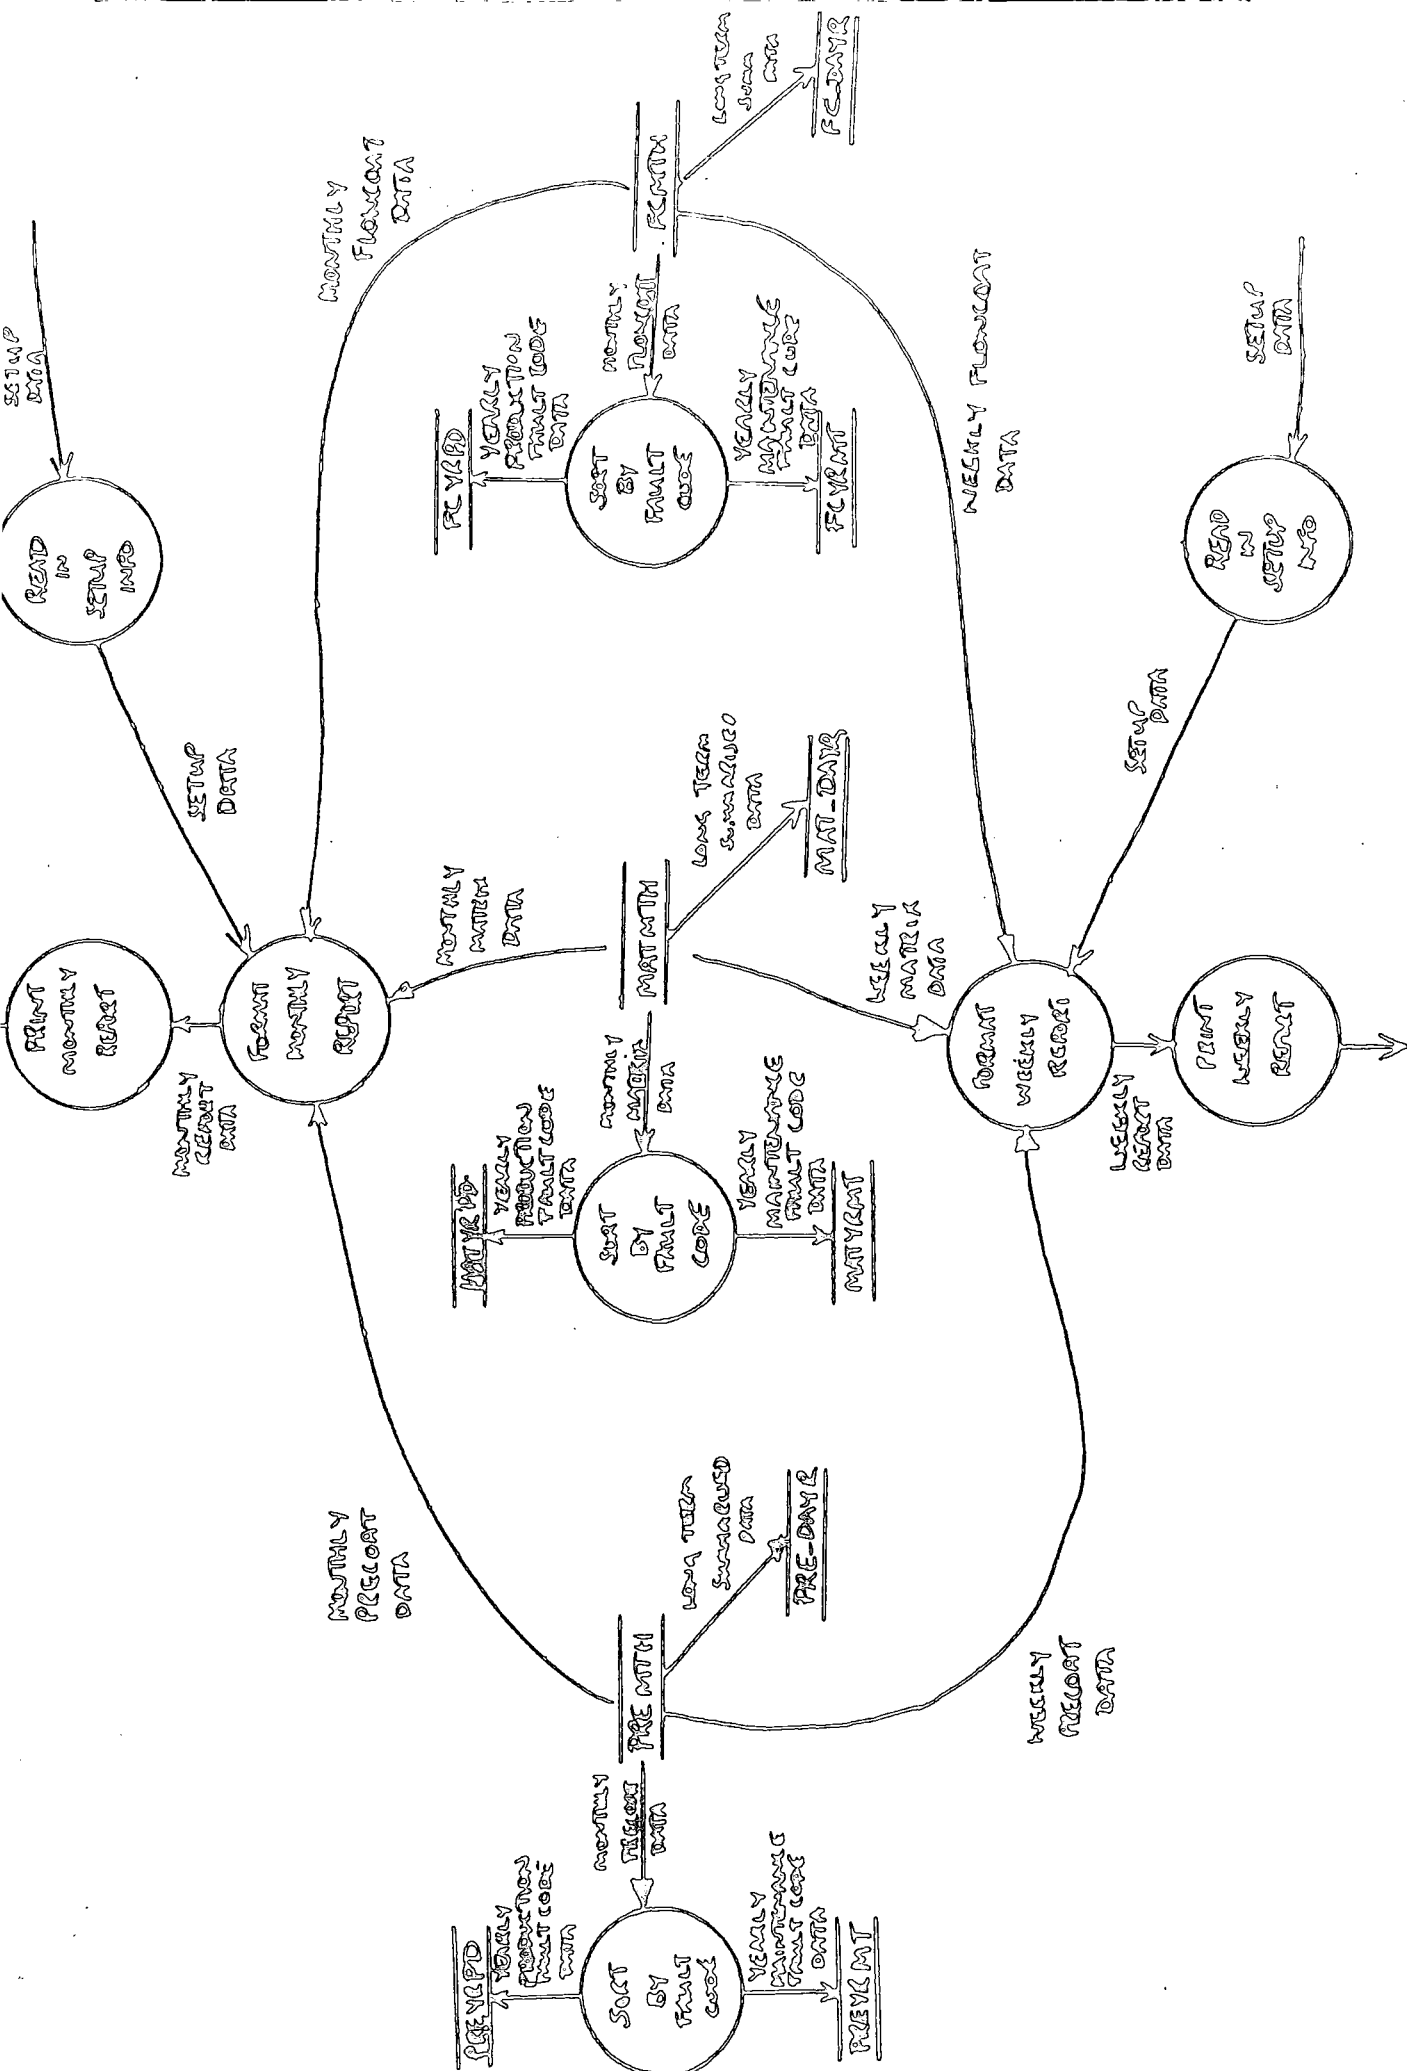 PRINT
MONTHLY
REPORT
READ
IN
SETUP
INFO
SETUP
DATA
MONTHLY
REPORT
DATA
SETUP
DATA
FORMAT
MONTHLY
REPORT
MONTHLY
PRECOAT
DATA
MONTHLY
FLOWCOAT
DATA
MONTHLY
MATRIX
DATA
PREYRPD
YEARLY
PRODUCTION
FAULT CODE
DATA
MATYRPD
YEARLY
PRODUCTION
FAULT CODE
DATA
FCYRPD
YEARLY
PRODUCTION
FAULT CODE
DATA
SORT
BY
FAULT
CODE
MONTHLY
PRECOAT
DATA
PRE MTH
SORT
BY
FAULT
CODE
MONTHLY
MATRIX
DATA
MATMTH
SORT
BY
FAULT
CODE
MONTHLY
FLOWCOAT
DATA
FCMTH
YEARLY
MAINTENANCE
FAULT CODE
DATA
PREYRMT
LONG TERM
SUMMARISED
DATA
PRE-DAYR
YEARLY
MAINTENANCE
FAULT CODE
DATA
MATYRMT
LONG TERM
SUMMARISED
DATA
MAT_DAYR
YEARLY
MAINTENANCE
FAULT CODE
DATA
FCYRMT
LONG TERM
SUMM
DATA
FC_DAYR
WEEKLY
MATRIX
DATA
WEEKLY FLOWCOAT
DATA
WEEKLY
PRECOAT
DATA
FORMAT
WEEKLY
REPORT
WEEKLY
REPORT
DATA
SETUP
DATA
PRINT
WEEKLY
REPORT
READ
IN
SETUP
INFO
SETUP
DATA